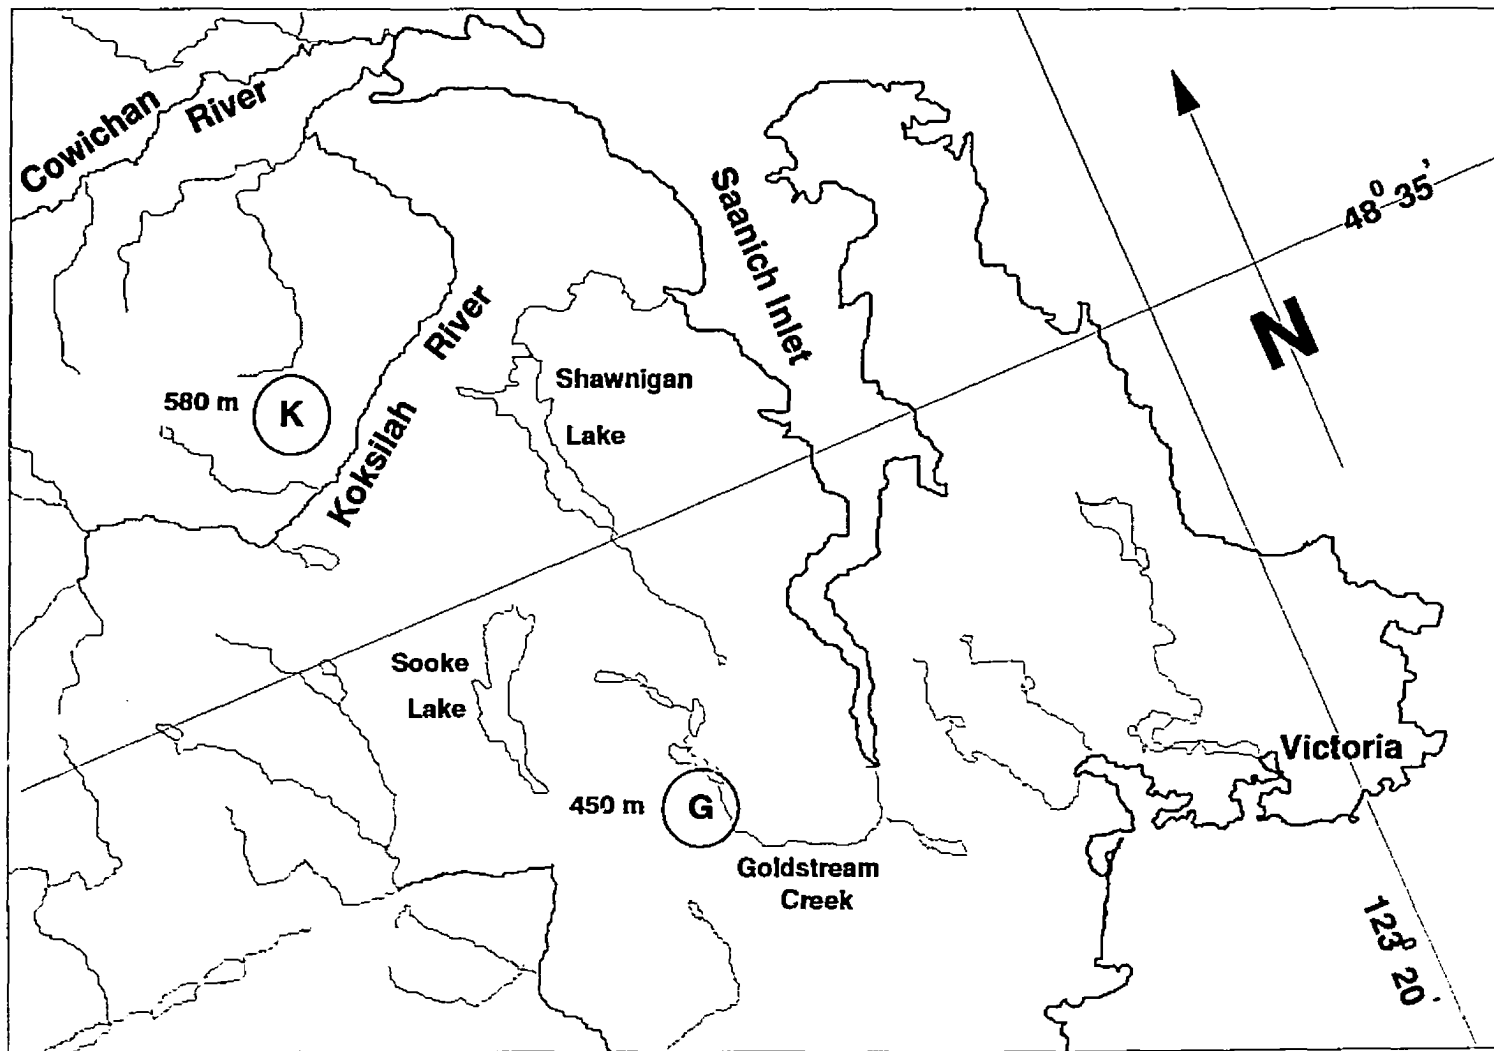 Cowichan River
Saanich Inlet
48° 35'
N
Koksilah River
Shawnigan
Lake
580 m
K
Sooke
Lake
450 m
G
Goldstream
Creek
Victoria
123° 20'